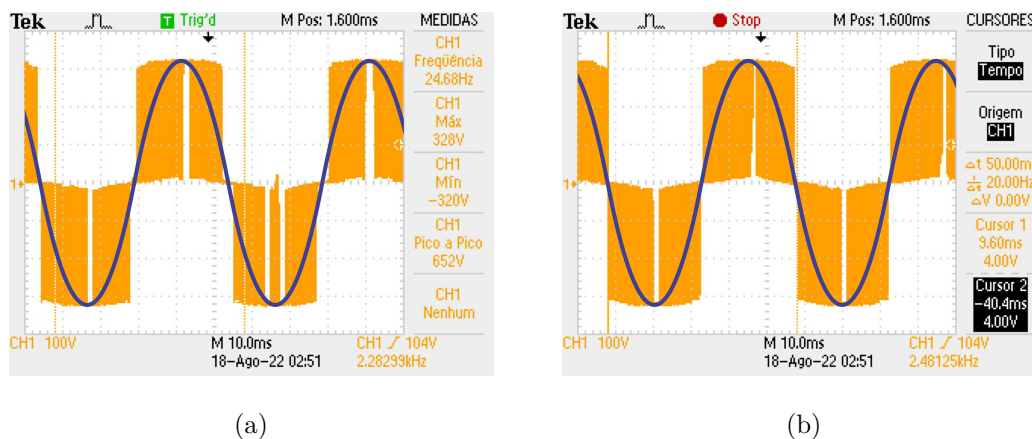 Tek
T Trig'd
M Pos: 1.600ms
MEDIDAS
CH1
Freqüência
24.68Hz
CH1
Máx
328V
CH1
Mín
-320V
CH1
Pico a Pico
652V
CH1
Nenhum
1
CH1 100V
M 10.0ms
CH1 104V
18-Ago-22 02:51
2.28299kHz
(a)
Tek
Stop
M Pos: 1.600ms
CURSORES
Tipo
Tempo
Origem
CH1
△t 50.00m
20.00Hz
△V 0.00V
Cursor 1
9.60ms
4.00V
Cursor 2
-40.4ms
4.00V
1
CH1 100V
M 10.0ms
CH1 104V
18-Ago-22 02:51
2.48125kHz
(b)